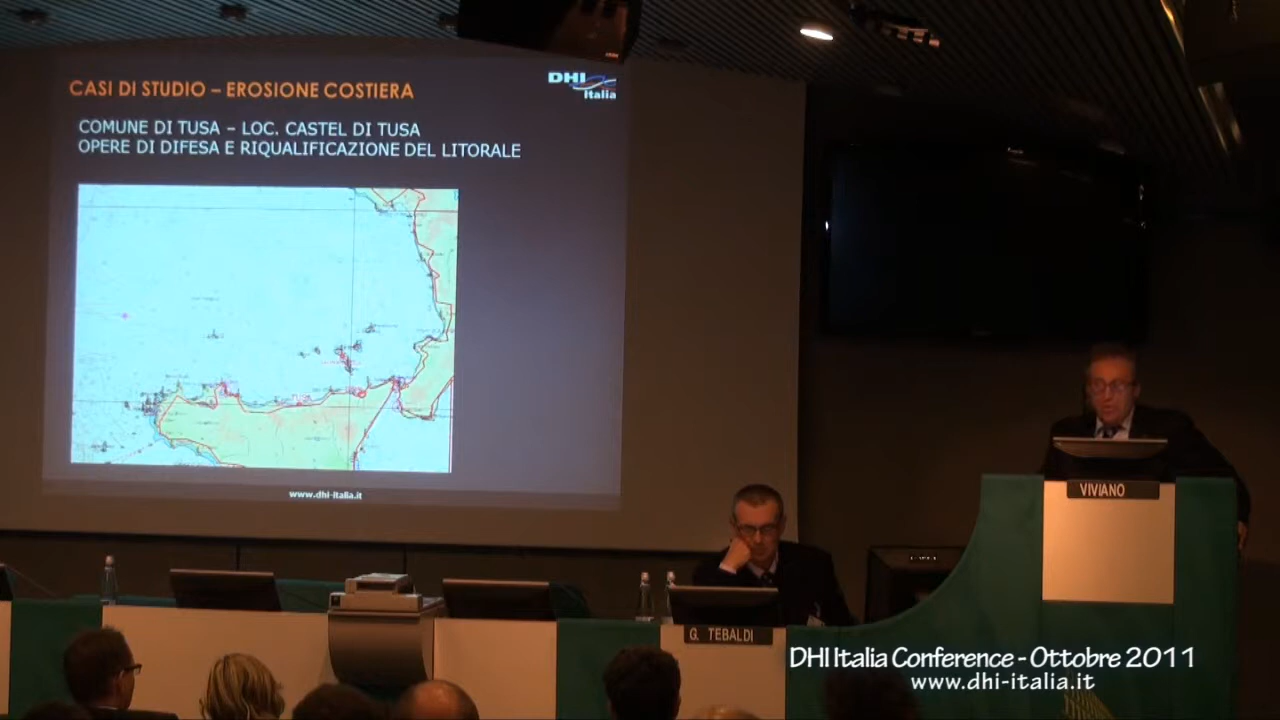 CASI DI STUDIO – EROSIONE COSTIERA
DHI
Italia
COMUNE DI TUSA – LOC. CASTEL DI TUSA
OPERE DI DIFESA E RIQUALIFICAZIONE DEL LITORALE
www.dhi-italia.it
VIVIANO
G. TEBALDI
DHI Italia Conference - Ottobre 2011
www.dhi-italia.it